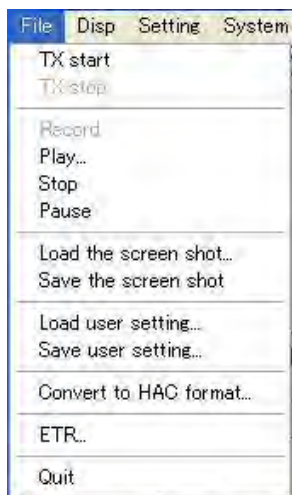 File Disp Setting System
TX start
TX stop
Record
Play...
Stop
Pause
Load the screen shot...
Save the screen shot
Load user setting...
Save user setting...
Convert to HAC format...
ETR...
Quit